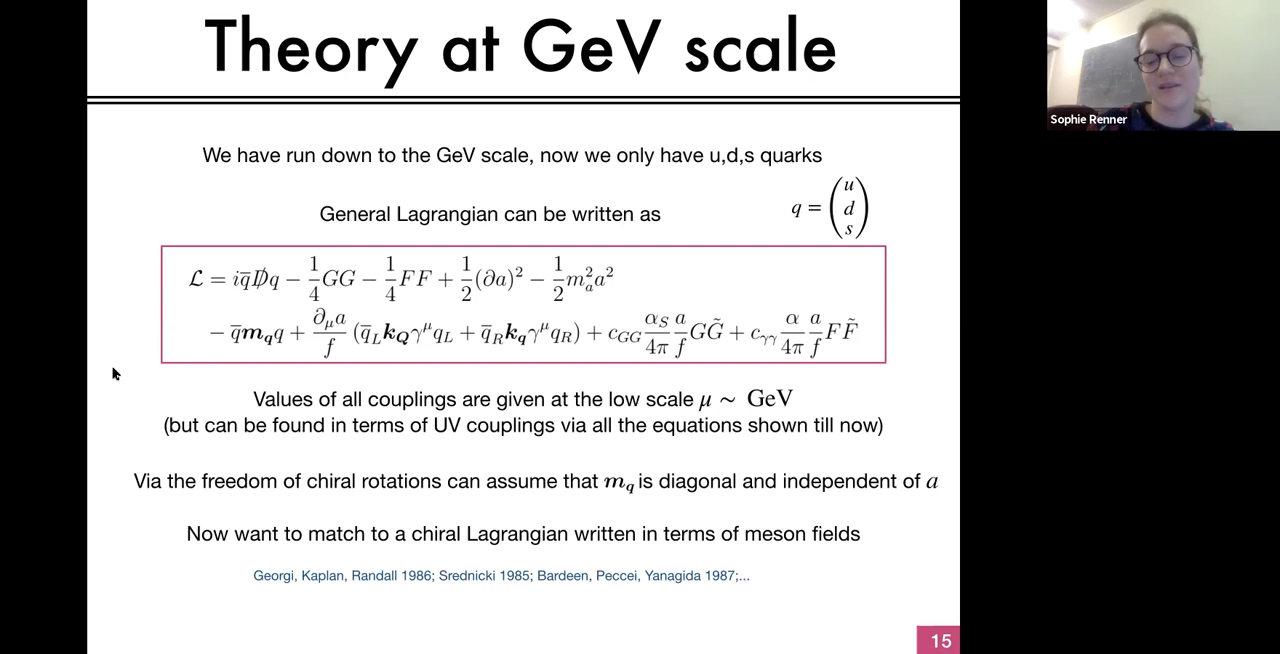 Theory at GeV scale
Sophie Renner
We have run down to the GeV scale, now we only have u,d,s quarks
General Lagrangian can be written as
q = (u d s)
ℒ = iq̅D̸q − 1/4 GG − 1/4 FF + 1/2 (∂a)² − 1/2 m_a² a²
− q̅m_q q + ∂_μa/f (q̅_L k_Q γ^μ q_L + q̅_R k_q γ^μ q_R) + c_GG α_S/4π a/f GG̃ + c_γγ α/4π a/f FF̃
Values of all couplings are given at the low scale μ ∼ GeV
(but can be found in terms of UV couplings via all the equations shown till now)
Via the freedom of chiral rotations can assume that m_q is diagonal and independent of a
Now want to match to a chiral Lagrangian written in terms of meson fields
Georgi, Kaplan, Randall 1986; Srednicki 1985; Bardeen, Peccei, Yanagida 1987;...
15